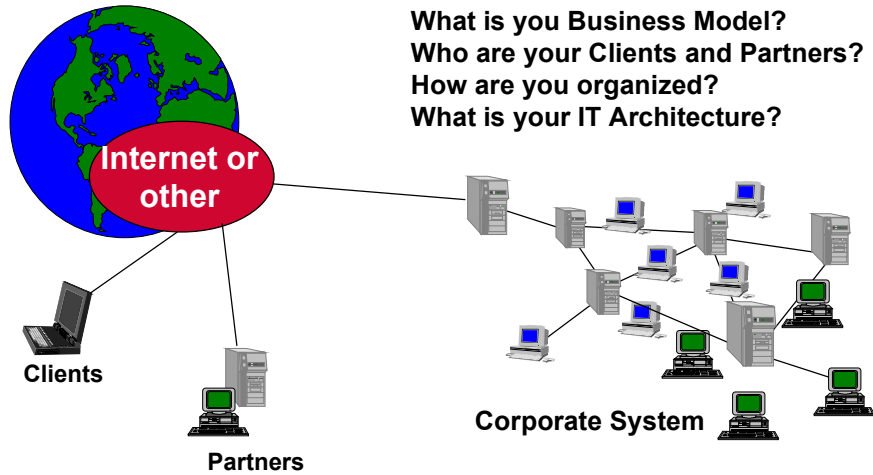 What is you Business Model?
Who are your Clients and Partners?
How are you organized?
What is your IT Architecture?
Internet or
other
Clients
Partners
Corporate System